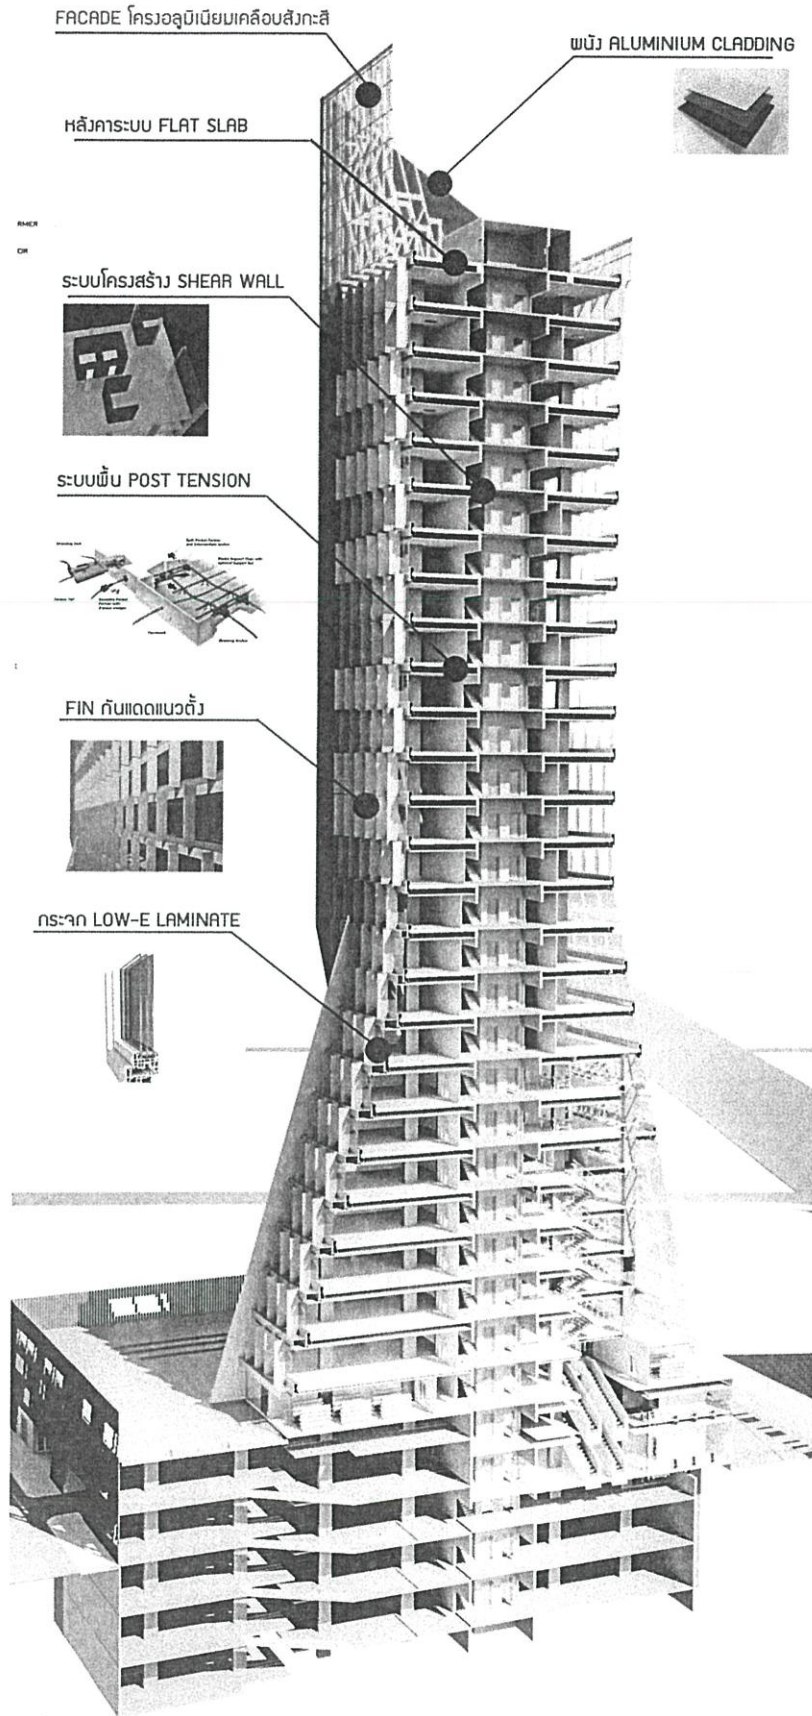 FACADE โครงอลูมิเนียมเคลือบสังกะสี
ผนัง ALUMINIUM CLADDING
หลังคาระบบ FLAT SLAB
RMER
CIR
ระบบโครงสร้าง SHEAR WALL
ระบบพื้น POST TENSION
FIN กันแดดแนวตั้ง
กระจก LOW-E LAMINATE